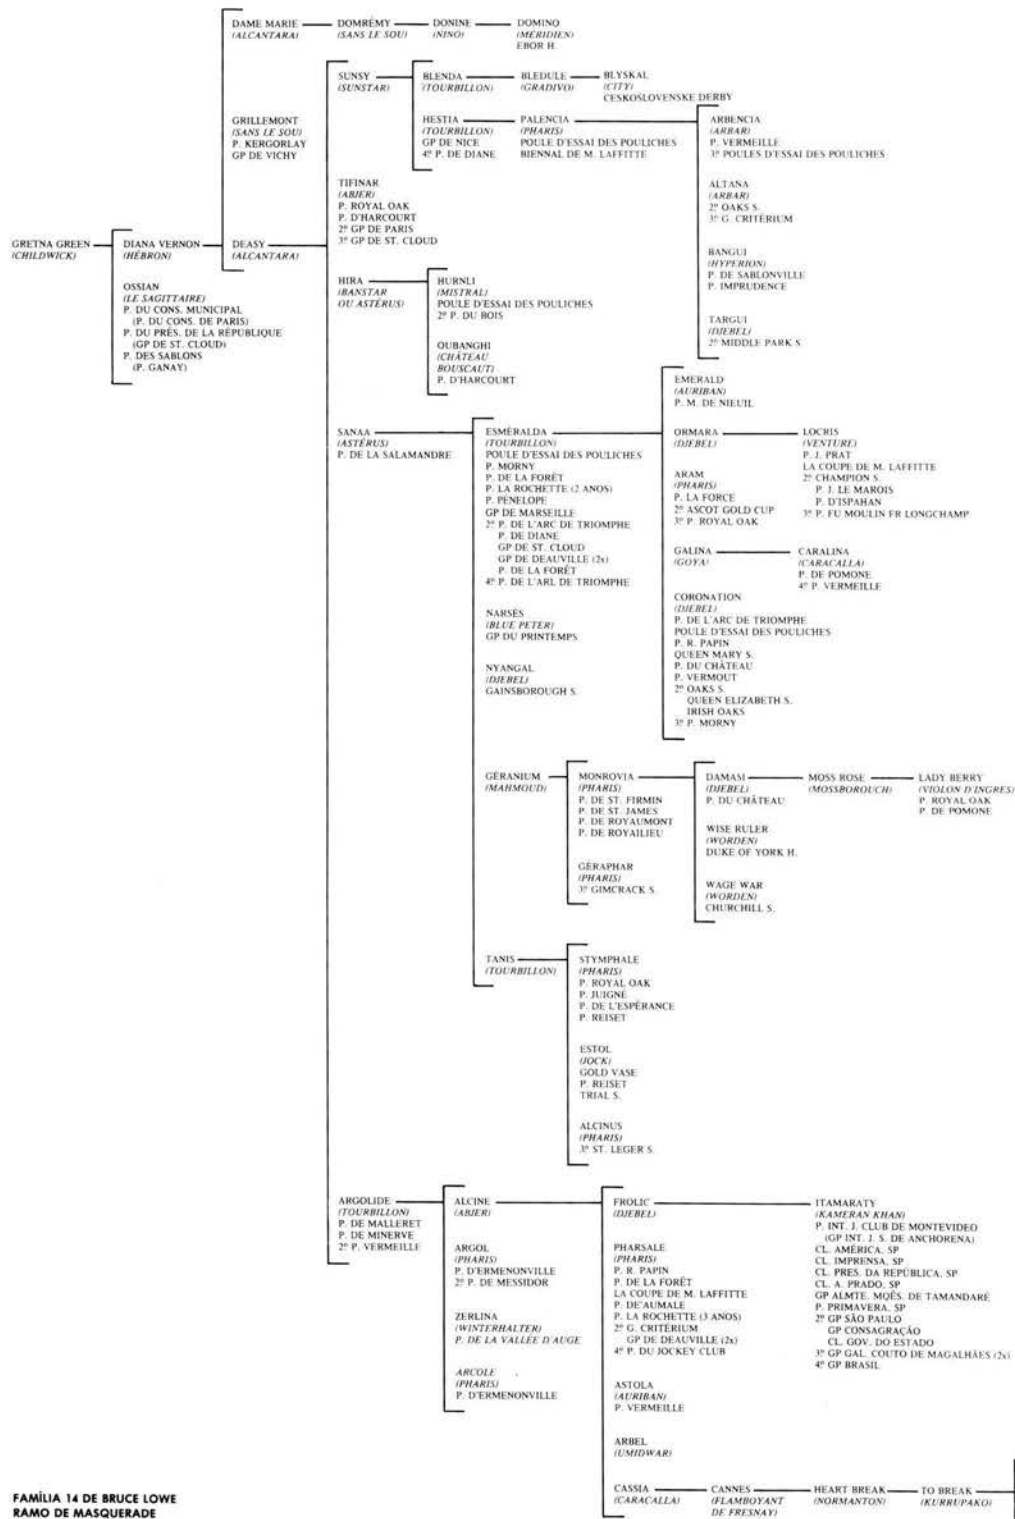 DAME MARIE
(ALCANTARA)
DOMRÉMY
(SANS LE SOU)
DONINE
(NINO)
DOMINO
(MÉRIDIEN)
EBOR H.
GRILLEMONT
(SANS LE SOU)
P. KERGORLAY
GP DE VICHY
GRETNA GREEN
(CHILDWICK)
DIANA VERNON
(HÉBRON)
OSSIAN
(LE SAGITTAIRE)
P. DU CONS. MUNICIPAL
(P. DU CONS. DE PARIS)
P. DU PRÉS. DE LA RÉPUBLIQUE
(GP DE ST. CLOUD)
P. DES SABLONS
(P. GANAY)
DEASY
(ALCANTARA)
SUNSY
(SUNSTAR)
BLENDA
(TOURBILLON)
BLEDULE
(GRADIVO)
BLYSKAL
(CITY)
CESKOSLOVENSKE DERBY
HESTIA
(TOURBILLON)
GP DE NICE
4º P. DE DIANE
PALENCIA
(PHARIS)
POULE D'ESSAI DES POULICHES
BIENNAL DE M. LAFFITTE
ARBENCIA
(ARBAR)
P. VERMEILLE
3º POULES D'ESSAI DES POULICHES
ALTANA
(ARBAR)
2º OAKS S.
3º G. CRITÉRIUM
BANGUI
(HYPERION)
P. DE SABLONVILLE
P. IMPRUDENCE
TARGUI
(DJEBEL)
2º MIDDLE PARK S.
TIFINAR
(ABJER)
P. ROYAL OAK
P. D'HARCOURT
2º GP DE PARIS
3º GP DE ST. CLOUD
HIRA
(BANSTAR
OU ASTÉRUS)
HURNLI
(MISTRAL)
POULE D'ESSAI DES POULICHES
2º P. DU BOIS
OUBANGHI
(CHÂTEAU
BOUSCAUT)
P. D'HARCOURT
SANAA
(ASTÉRUS)
P. DE LA SALAMANDRE
ESMÉRALDA
(TOURBILLON)
POULE D'ESSAI DES POULICHES
P. MORNY
P. DE LA FORÊT
P. LA ROCHETTE (2 ANOS)
P. PÉNELOPE
GP DE MARSEILLE
2º P. DE L'ARC DE TRIOMPHE
P. DE DIANE
GP DE ST. CLOUD
GP DE DEAUVILLE (2x)
P. DE LA FORÊT
4º P. DE L'ARL DE TRIOMPHE
NARSÈS
(BLUE PETER)
GP DU PRINTEMPS
NYANGAL
(DJEBEL)
GAINSBOROUGH S.
EMERALD
(AURIBAN)
P. M. DE NIEUIL
ORMARA
(DJEBEL)
LOCRIS
(VENTURE)
P. J. PRAT
LA COUPE DE M. LAFFITTE
2º CHAMPION S.
P. J. LE MAROIS
P. D'ISPAHAN
3º P. FU MOULIN FR LONGCHAMP
ARAM
(PHARIS)
P. LA FORCE
2º ASCOT GOLD CUP
3º P. ROYAL OAK
GALINA
(GOYA)
CARALINA
(CARACALLA)
P. DE POMONE
4º P. VERMEILLE
CORONATION
(DJEBEL)
P. DE L'ARC DE TRIOMPHE
POULE D'ESSAI DES POULICHES
P. R. PAPIN
QUEEN MARY S.
P. DU CHÂTEAU
P. VERMOUT
2º OAKS S.
QUEEN ELIZABETH S.
IRISH OAKS
3º P. MORNY
GÉRANIUM
(MAHMOUD)
MONROVIA
(PHARIS)
P. DE ST. FIRMIN
P. DE ST. JAMES
P. DE ROYAUMONT
P. DE ROYAILIEU
GÉRAPHAR
(PHARIS)
3º GIMCRACK S.
DAMASI
(DJEBEL)
P. DU CHÂTEAU
MOSS ROSE
(MOSSBOROUCH)
LADY BERRY
(VIOLON D'INGRES)
P. ROYAL OAK
P. DE POMONE
WISE RULER
(WORDEN)
DUKE OF YORK H.
WAGE WAR
(WORDEN)
CHURCHILL S.
TANIS
(TOURBILLON)
STYMPHALE
(PHARIS)
P. ROYAL OAK
P. JUIGNÉ
P. DE L'ESPÉRANCE
P. REISET
ESTOL
(JOCK)
GOLD VASE
P. REISET
TRIAL S.
ALCINUS
(PHARIS)
3º ST. LEGER S.
ARGOLIDE
(TOURBILLON)
P. DE MALLERET
P. DE MINERVE
2º P. VERMEILLE
ALCINE
(ABJER)
ARGOL
(PHARIS)
P. D'ERMENONVILLE
2º P. DE MESSIDOR
ZERLINA
(WINTERHALTER)
P. DE LA VALLÉE D'AUGE
ARCOLE
(PHARIS)
P. D'ERMENONVILLE
FROLIC
(DJEBEL)
ITAMARATY
(KAMERAN KHAN)
P. INT. J. CLUB DE MONTEVIDEO
(GP INT. J. S. DE ANCHORENA)
CL. AMÉRICA, SP
CL. IMPRENSA, SP
CL. PRES. DA REPÚBLICA, SP
CL. A. PRADO, SP
GP ALMTE. MQÊS. DE TAMANDARÉ
P. PRIMAVERA, SP
2º GP SÃO PAULO
GP CONSAGRAÇÃO
CL. GOV. DO ESTADO
3º GP GAL. COUTO DE MAGALHÃES (2x)
4º GP BRASIL
PHARSALE
(PHARIS)
P. R. PAPIN
P. DE LA FORÊT
LA COUPE DE M. LAFFITTE
P. DE'AUMALE
P. LA ROCHETTE (3 ANOS)
2º G. CRITÉRIUM
GP DE DEAUVILLE (2x)
4º P. DU JOCKEY CLUB
ASTOLA
(AURIBAN)
P. VERMEILLE
ARBEL
(UMIDWAR)
CASSIA
(CARACALLA)
CANNES
(FLAMBOYANT
DE FRESNAY)
HEART BREAK
(NORMANTON)
TO BREAK
(KURRUPAKO)
FAMÍLIA 14 DE BRUCE LOWE
RAMO DE MASQUERADE